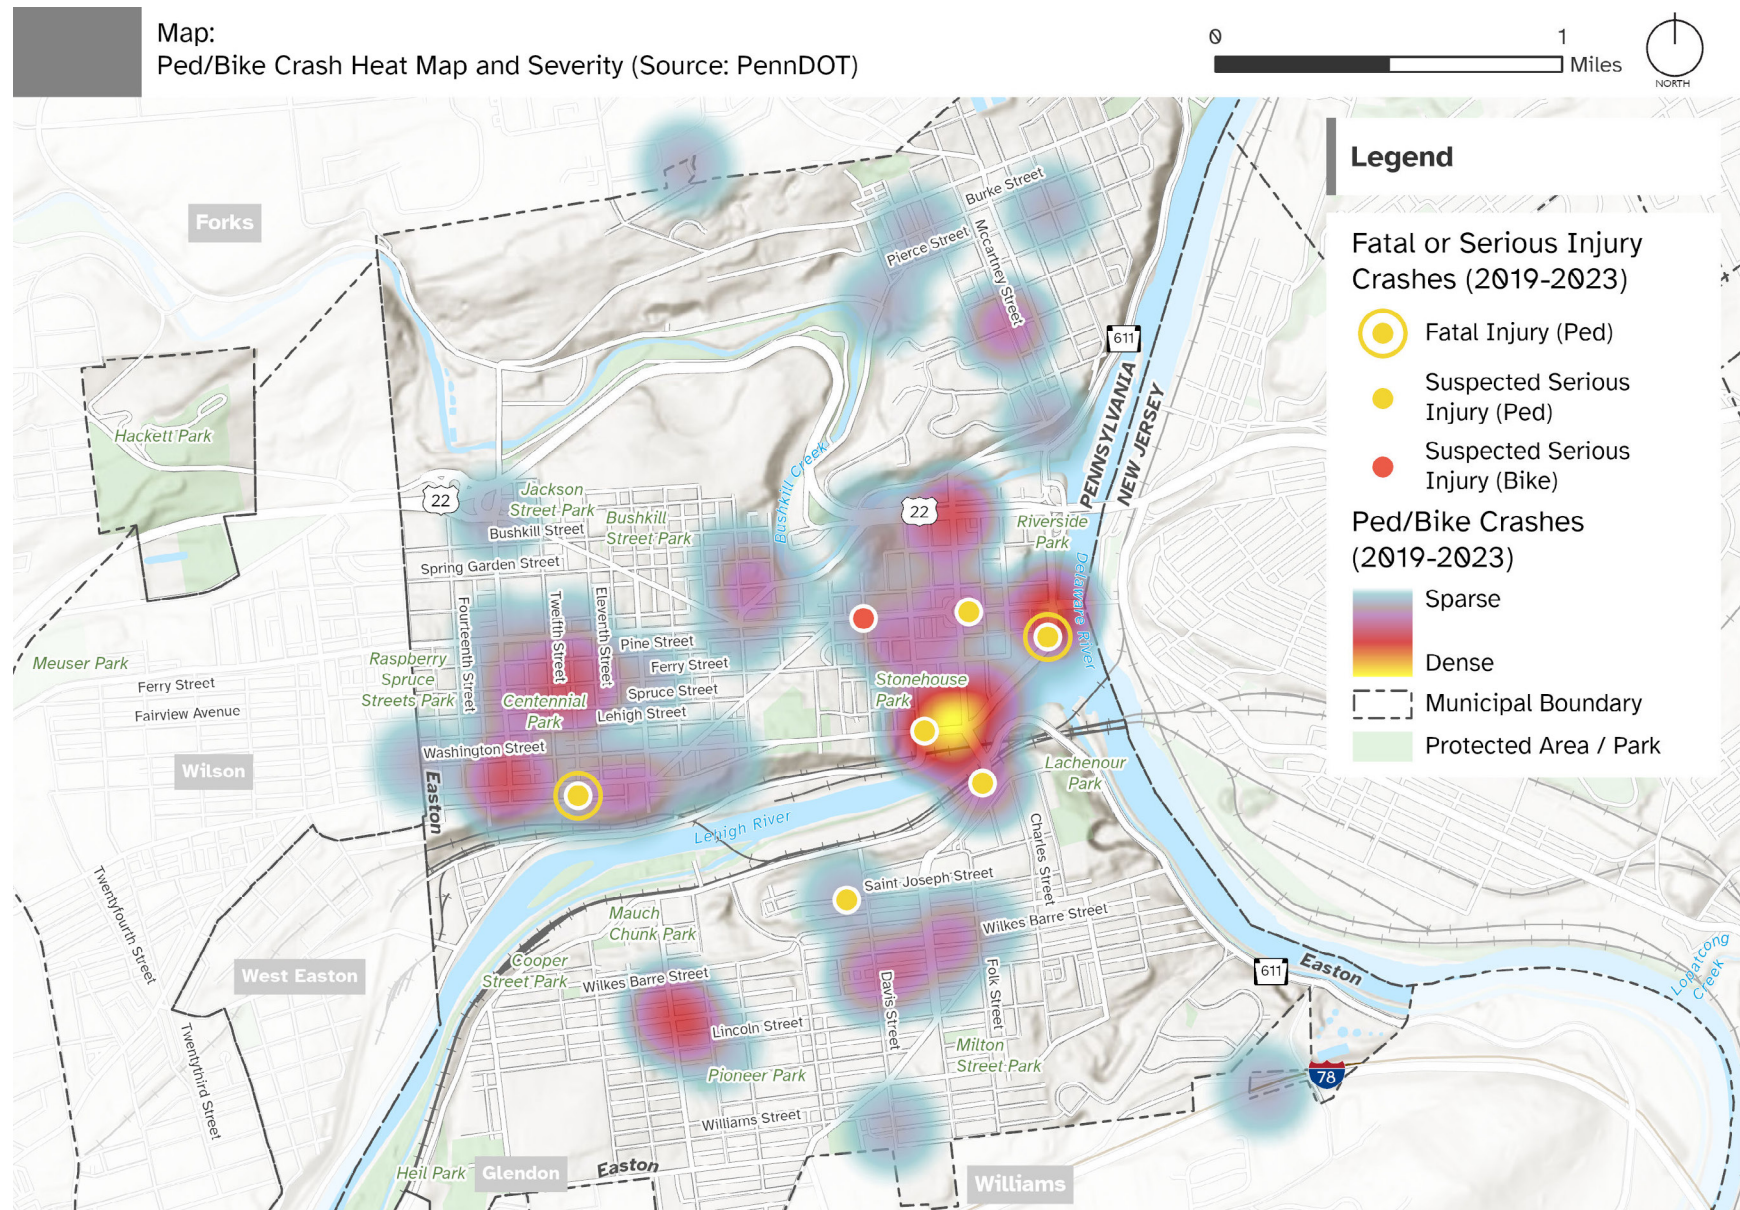 Map:
Ped/Bike Crash Heat Map and Severity (Source: PennDOT)
0
1
Miles
NORTH
Legend
Fatal or Serious Injury
Crashes (2019-2023)
Fatal Injury (Ped)
Suspected Serious
Injury (Ped)
Suspected Serious
Injury (Bike)
Ped/Bike Crashes
(2019-2023)
Sparse
Dense
Municipal Boundary
Protected Area / Park
Forks
Burke Street
Pierce Street
Mccartney Street
611
PENNSYLVANIA
NEW JERSEY
Hackett Park
Bushkill Creek
22
Jackson
Street Park
Bushkill
Street Park
Bushkill Street
22
Riverside
Park
Spring Garden Street
Delaware River
Fourteenth Street
Twelfth Street
Eleventh Street
Pine Street
Meuser Park
Raspberry
Spruce
Streets Park
Ferry Street
Ferry Street
Spruce Street
Stonehouse
Park
Centennial
Park
Fairview Avenue
Lehigh Street
Washington Street
Wilson
Easton
Lachenour
Park
Lehigh River
Charles Street
Saint Joseph Street
Twentyfourth Street
Mauch
Chunk Park
Wilkes Barre Street
Cooper
Street Park
West Easton
Wilkes Barre Street
Davis Street
Folk Street
611
Easton
Lopatcong
Creek
Lincoln Street
Twentythird Street
Milton
Street Park
Pioneer Park
78
Williams Street
Heil Park
Glendon
Easton
Williams